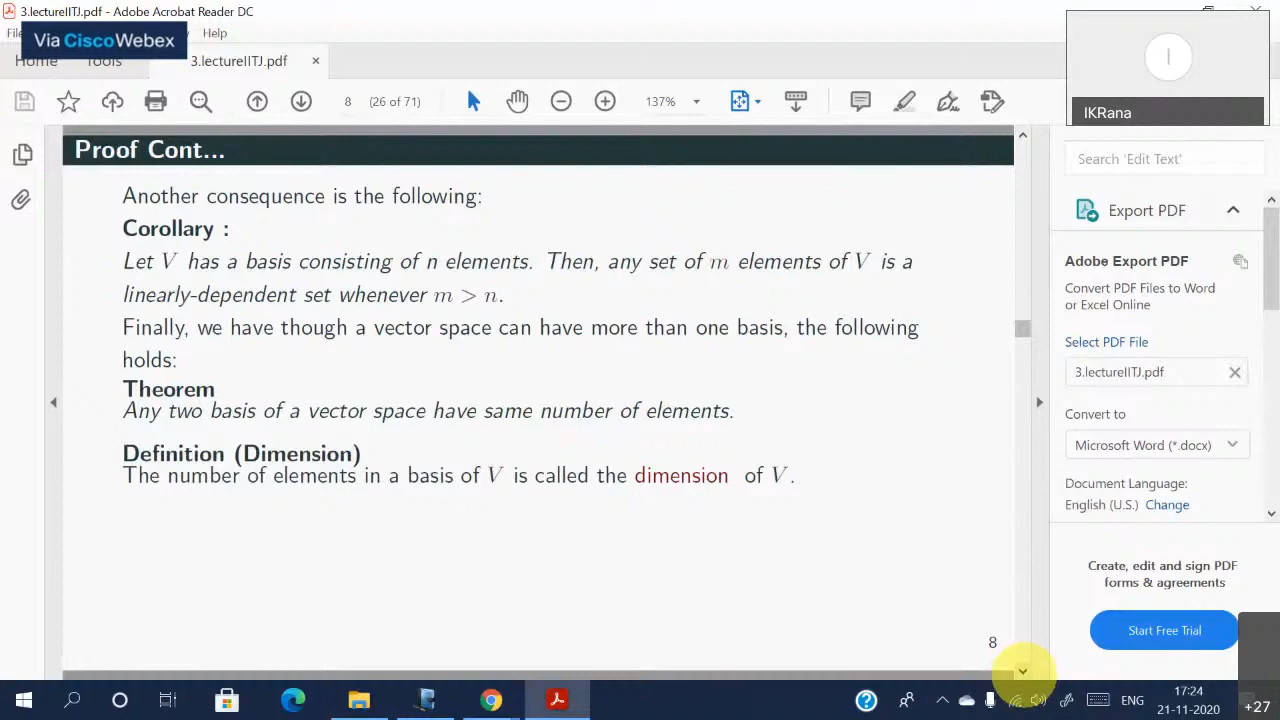 3.lectureIITJ.pdf - Adobe Acrobat Reader DC
Via CiscoWebex
Help
Home Tools 3.lectureIITJ.pdf ×
8 (26 of 71) 137%
I
IKRana
Proof Cont...
Another consequence is the following:
Corollary :
Let V has a basis consisting of n elements. Then, any set of m elements of V is a
linearly-dependent set whenever m > n.
Finally, we have though a vector space can have more than one basis, the following
holds:
Theorem
Any two basis of a vector space have same number of elements.
Definition (Dimension)
The number of elements in a basis of V is called the dimension of V.
8
Search 'Edit Text'
Export PDF
Adobe Export PDF
Convert PDF Files to Word
or Excel Online
Select PDF File
3.lectureIITJ.pdf
Convert to
Microsoft Word (*.docx)
Document Language:
English (U.S.) Change
Create, edit and sign PDF
forms & agreements
Start Free Trial
ENG
17:24
21-11-2020
+27